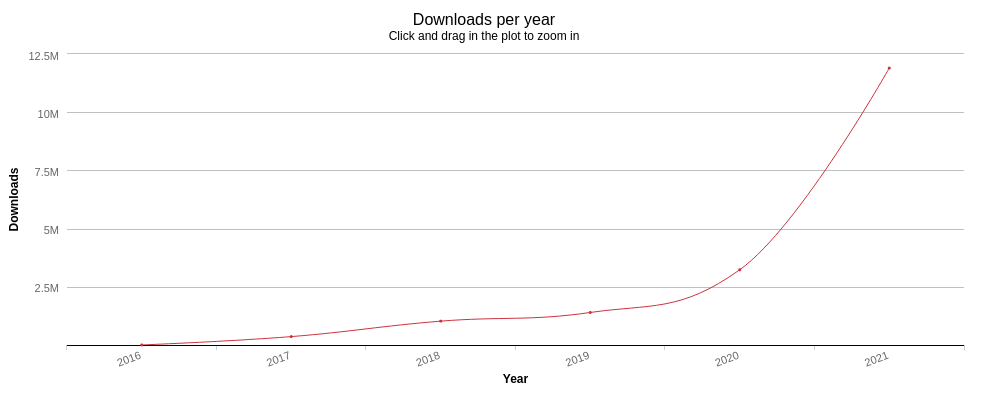 Downloads per year
Click and drag in the plot to zoom in
12.5M
10M
7.5M
5M
2.5M
Downloads
2016 2017 2018 2019 2020 2021
Year